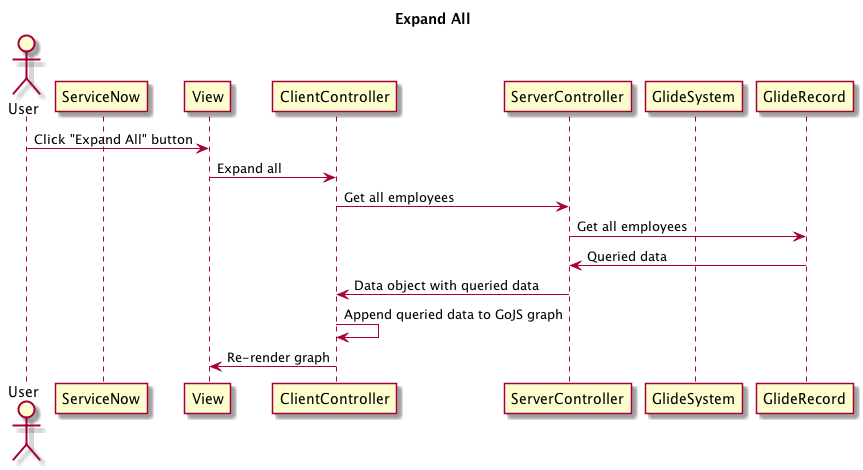 Expand All
User
ServiceNow
View
ClientController
ServerController
GlideSystem
GlideRecord
Click "Expand All" button
Expand all
Get all employees
Get all employees
Queried data
Data object with queried data
Append queried data to GoJS graph
Re-render graph
User
ServiceNow
View
ClientController
ServerController
GlideSystem
GlideRecord